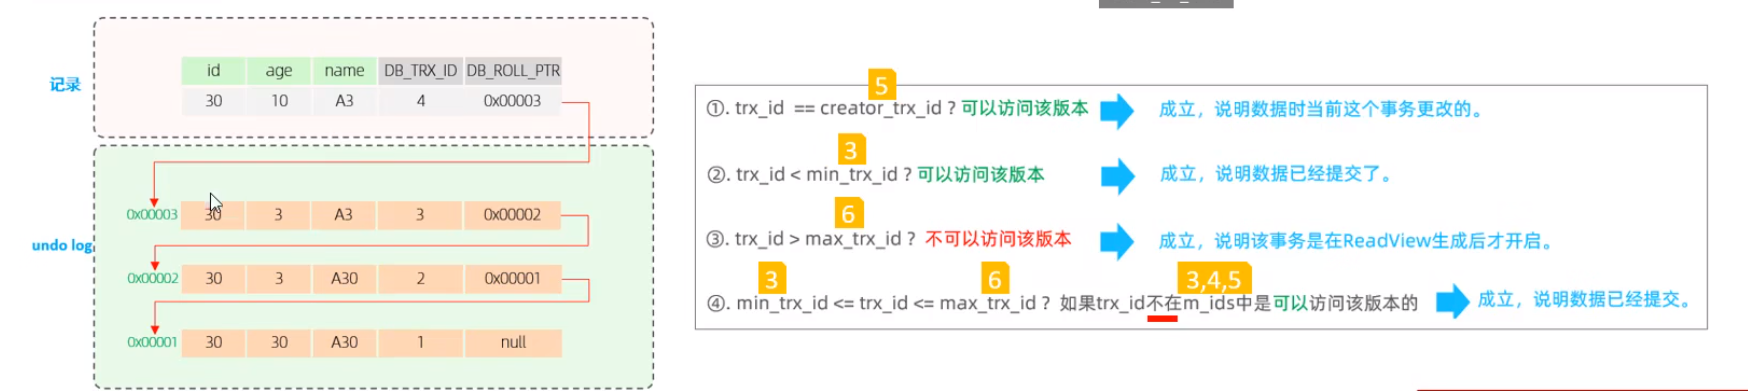 记录
id age name DB_TRX_ID DB_ROLL_PTR
30 10 A3 4 0x00003
undo log
0x00003 30 3 A3 3 0x00002
0x00002 30 3 A30 2 0x00001
0x00001 30 30 A30 1 null
5
①. trx_id == creator_trx_id ? 可以访问该版本 成立，说明数据时当前这个事务更改的。
3
②. trx_id < min_trx_id ? 可以访问该版本 成立，说明数据已经提交了。
6
③. trx_id > max_trx_id ? 不可以访问该版本 成立，说明该事务是在ReadView生成后才开启。
3 6 3,4,5
④. min_trx_id <= trx_id <= max_trx_id ? 如果trx_id不在m_ids中是可以访问该版本的 成立，说明数据已经提交。